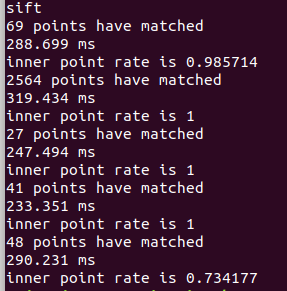 sift
69 points have matched
288.699 ms
inner point rate is 0.985714
2564 points have matched
319.434 ms
inner point rate is 1
27 points have matched
247.494 ms
inner point rate is 1
41 points have matched
233.351 ms
inner point rate is 1
48 points have matched
290.231 ms
inner point rate is 0.734177